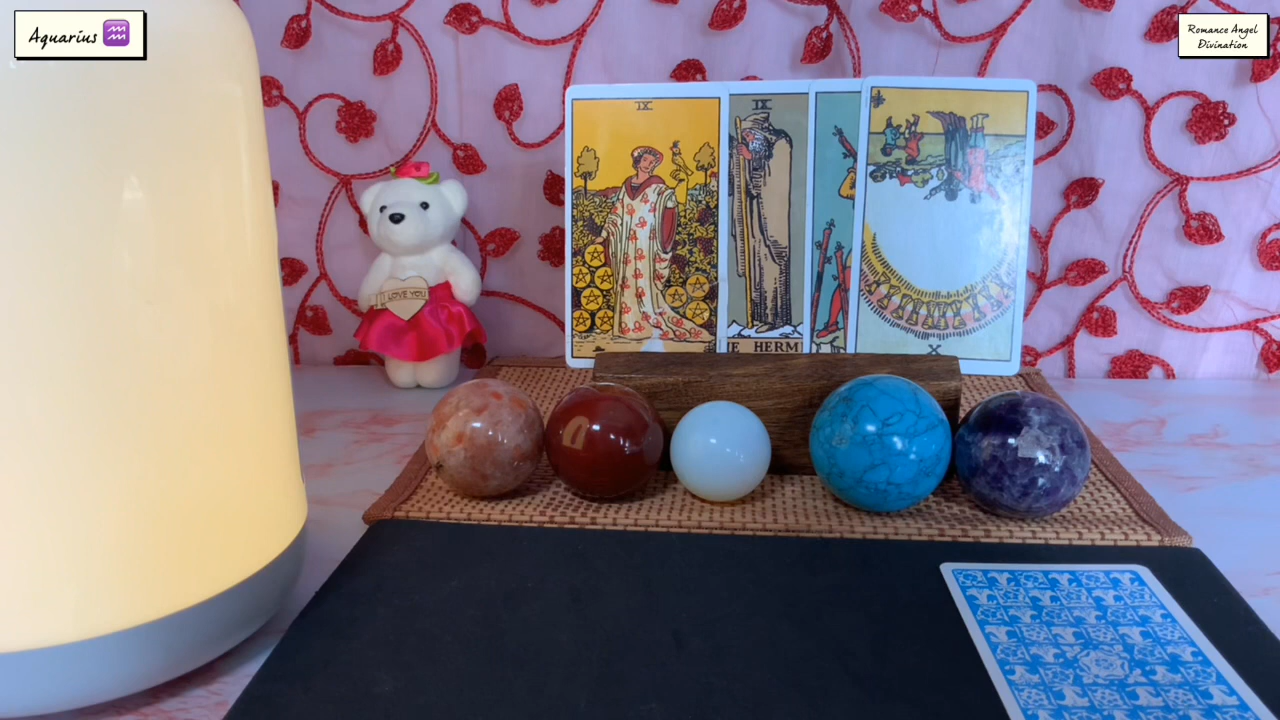 Aquarius ♒
Romance Angel
Divination
IX
IX
X
HERM
I LOVE YOU